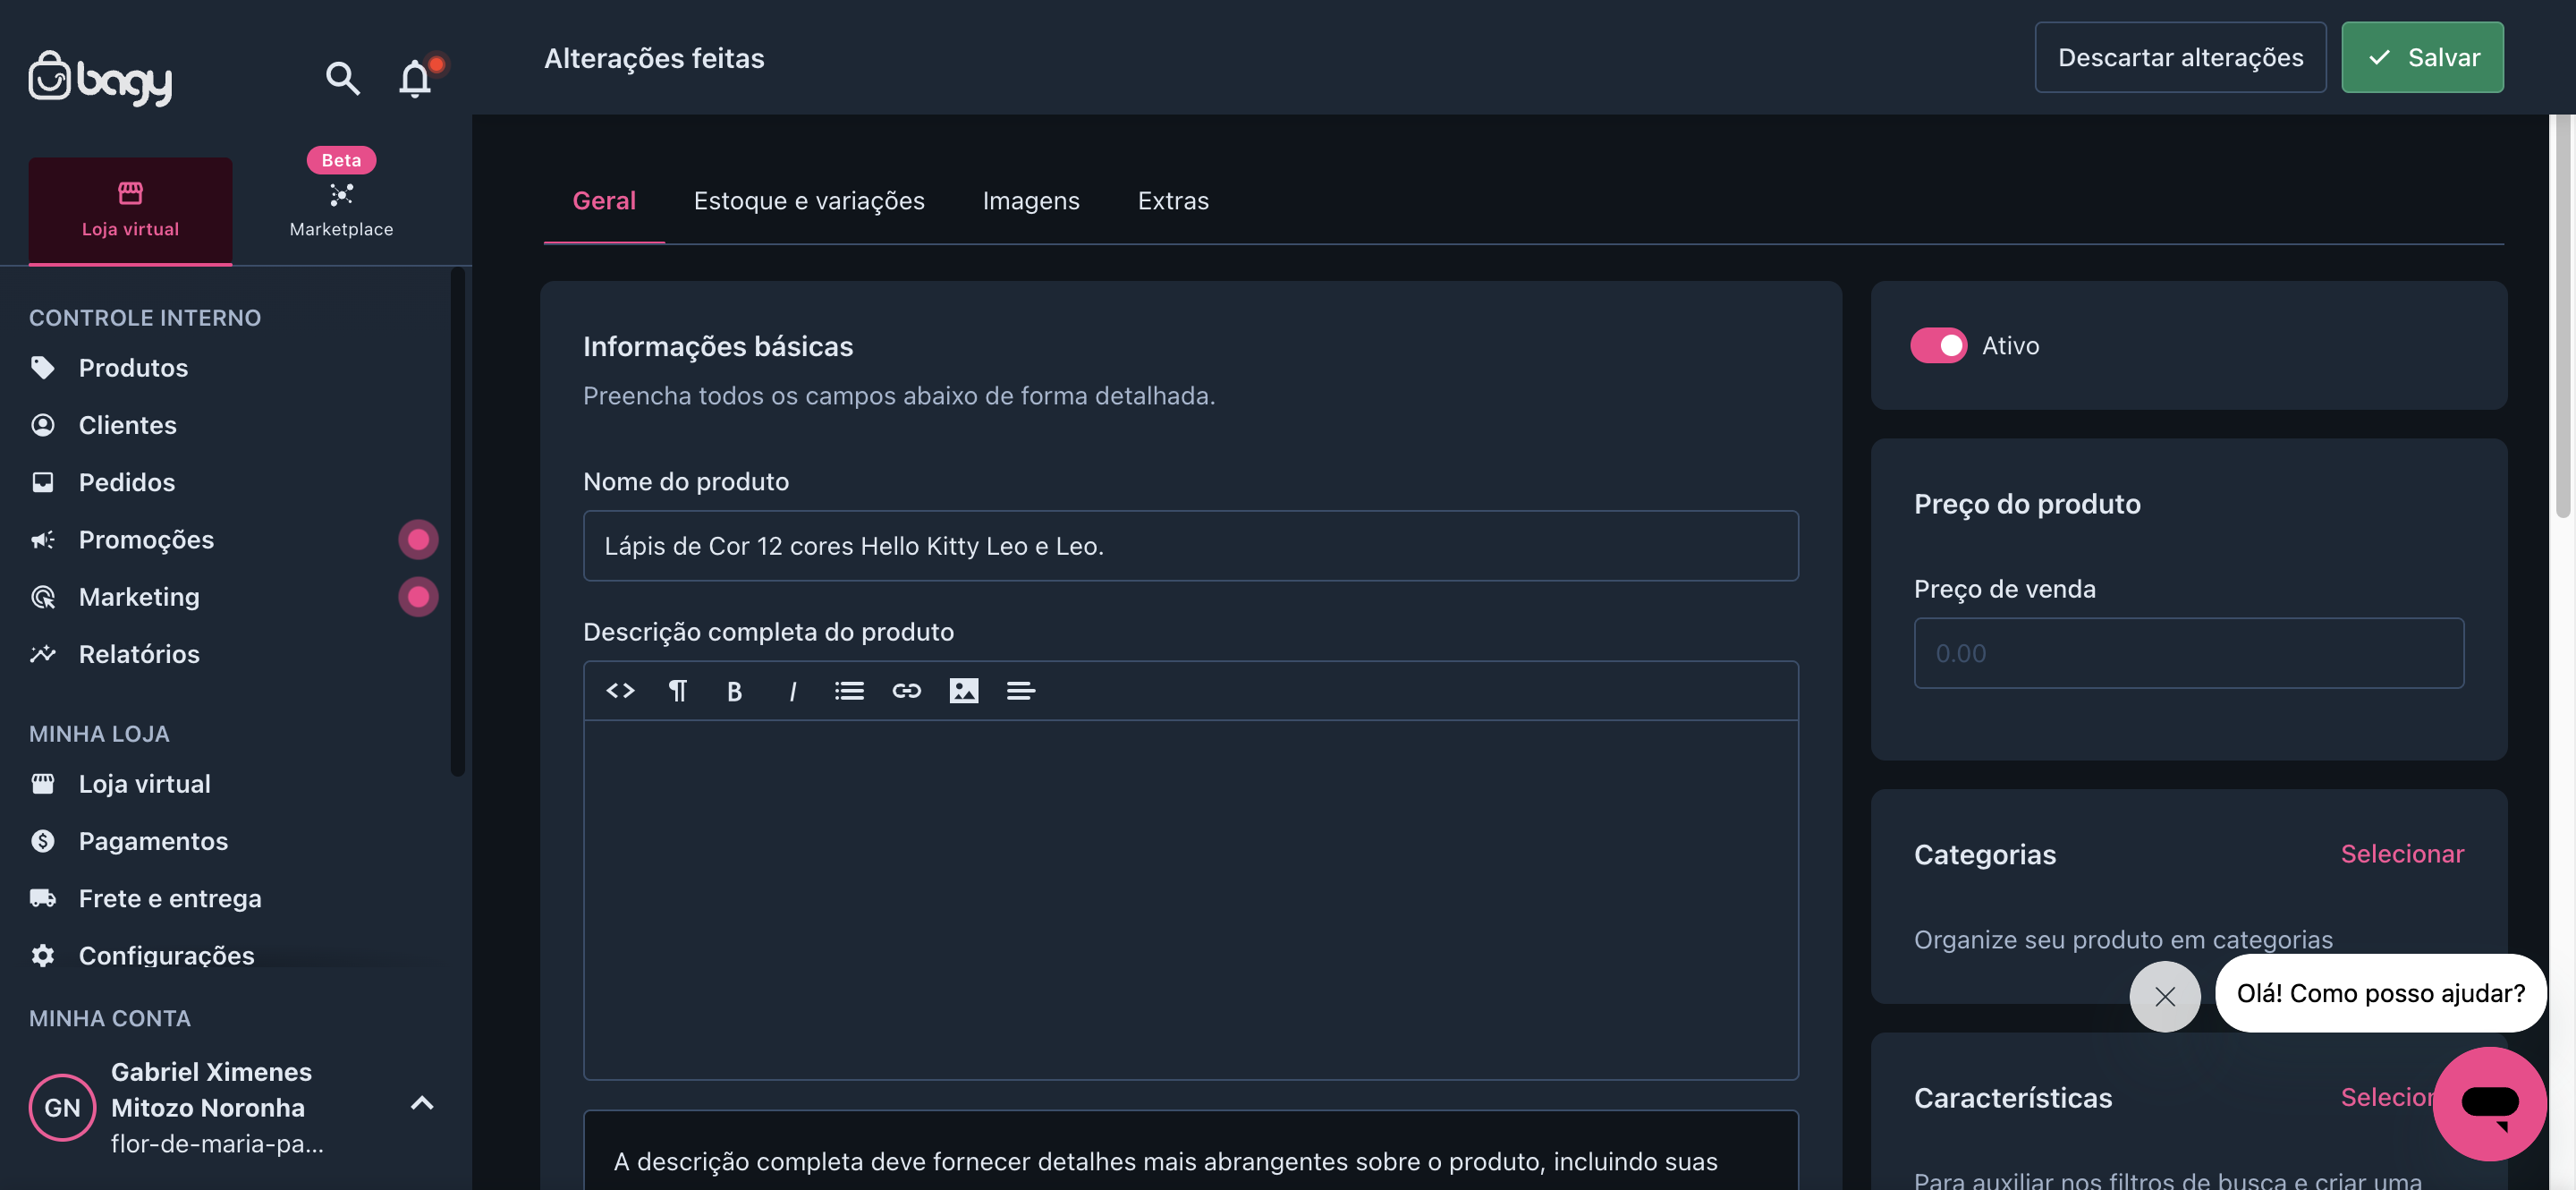 bagy
Alterações feitas
Descartar alterações
Salvar
Loja virtual
Beta
Marketplace
CONTROLE INTERNO
Produtos
Clientes
Pedidos
Promoções
Marketing
Relatórios
MINHA LOJA
Loja virtual
Pagamentos
Frete e entrega
Configurações
MINHA CONTA
GN
Gabriel Ximenes
Mitozo Noronha
flor-de-maria-pa...
Geral
Estoque e variações
Imagens
Extras
Informações básicas
Preencha todos os campos abaixo de forma detalhada.
Nome do produto
Lápis de Cor 12 cores Hello Kitty Leo e Leo.
Descrição completa do produto
A descrição completa deve fornecer detalhes mais abrangentes sobre o produto, incluindo suas
Ativo
Preço do produto
Preço de venda
0.00
Categorias
Selecionar
Organize seu produto em categorias
Olá! Como posso ajudar?
Características
Selecior
Para auxiliar nos filtros de busca e criar uma